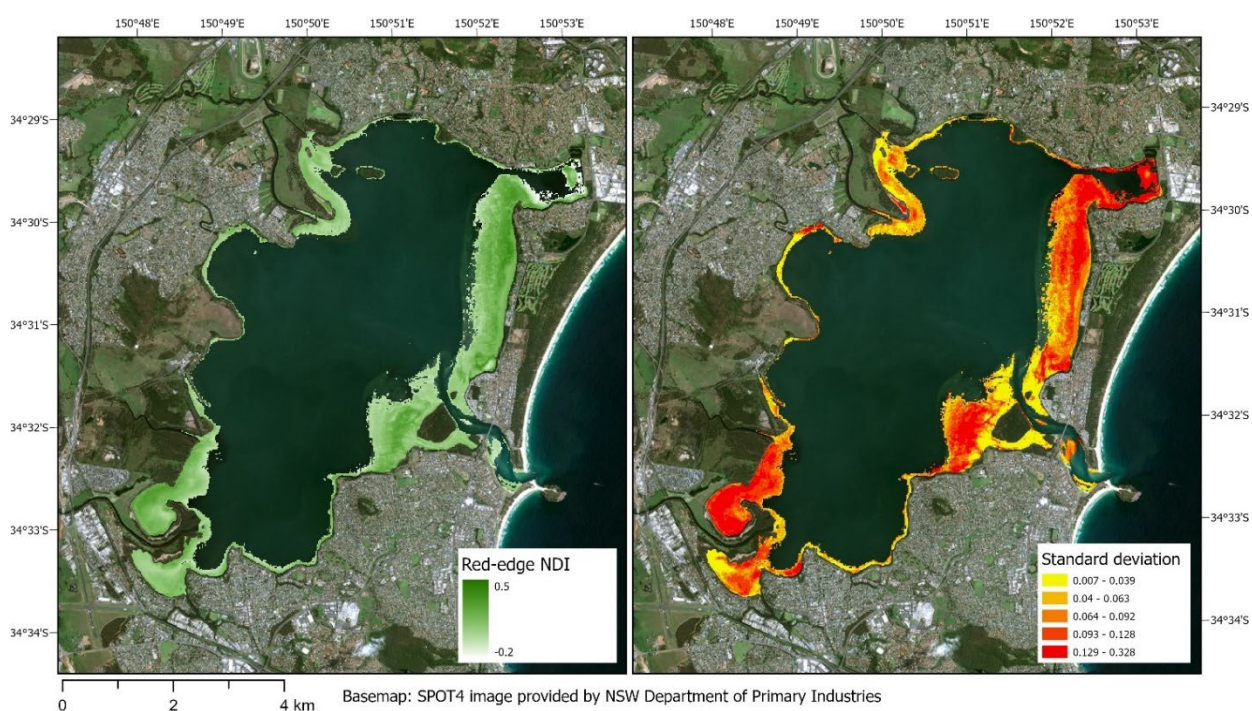 150°48'E 150°49'E 150°50'E 150°51'E 150°52'E 150°53'E 150°48'E 150°49'E 150°50'E 150°51'E 150°52'E 150°53'E
34°29'S 34°29'S
34°30'S 34°30'S
34°31'S 34°31'S
34°32'S 34°32'S
34°33'S 34°33'S
34°34'S 34°34'S
Red-edge NDI
0.5
-0.2
Standard deviation
0.007 - 0.039
0.04 - 0.063
0.064 - 0.092
0.093 - 0.128
0.129 - 0.328
0 2 4 km
Basemap: SPOT4 image provided by NSW Department of Primary Industries